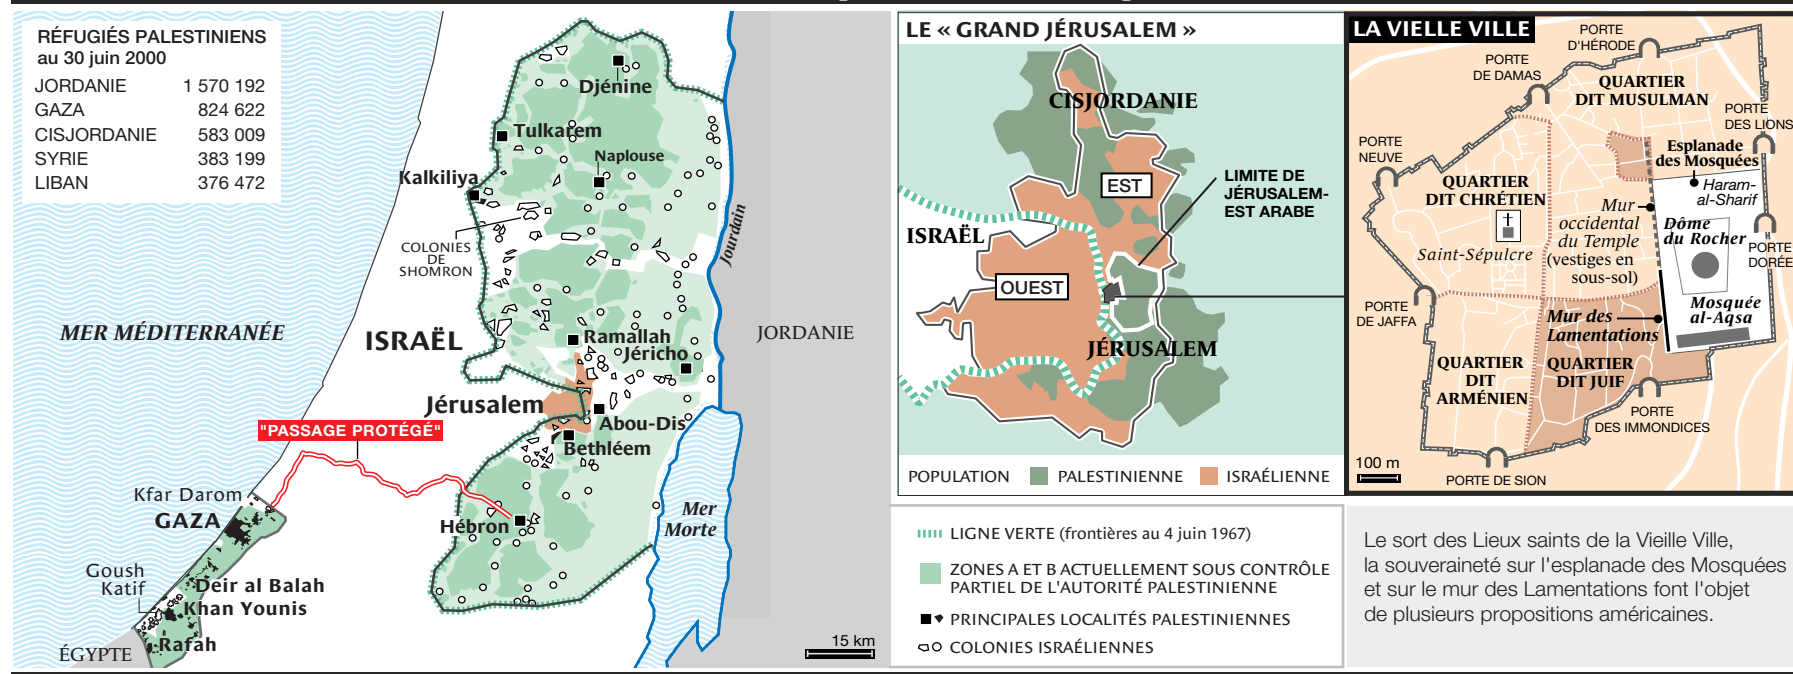 RÉFUGIÉS PALESTINIENS
au 30 juin 2000
JORDANIE 1 570 192
GAZA 824 622
CISJORDANIE 583 009
SYRIE 383 199
LIBAN 376 472
Djénine
Tulkarem
Naplouse
Kalkiliya
COLONIES
DE
SHOMRON
Jourdain
MER MÉDITERRANÉE
ISRAËL
Ramallah
Jéricho
JORDANIE
Jérusalem
Abou-Dis
"PASSAGE PROTÉGÉ"
Bethléem
Kfar Darom
GAZA
Hébron
Mer
Morte
Goush
Katif
Deir al Balah
Khan Younis
Rafah
ÉGYPTE
15 km
LE « GRAND JÉRUSALEM »
CISJORDANIE
EST
LIMITE DE
JÉRUSALEM-
EST ARABE
ISRAËL
OUEST
JÉRUSALEM
POPULATION PALESTINIENNE ISRAÉLIENNE
LIGNE VERTE (frontières au 4 juin 1967)
ZONES A ET B ACTUELLEMENT SOUS CONTRÔLE
PARTIEL DE L'AUTORITÉ PALESTINIENNE
PRINCIPALES LOCALITÉS PALESTINIENNES
COLONIES ISRAÉLIENNES
LA VIELLE VILLE
PORTE
D'HÉRODE
PORTE
DE DAMAS
QUARTIER
DIT MUSULMAN
PORTE
DES LIONS
PORTE
NEUVE
Esplanade
des Mosquées
QUARTIER
DIT CHRÉTIEN
Haram-
al-Sharif
Mur
occidental
du Temple
(vestiges en
sous-sol)
Dôme
du Rocher
Saint-Sépulcre
PORTE
DORÉE
PORTE
DE JAFFA
Mosquée
al-Aqsa
Mur des
Lamentations
QUARTIER
DIT
ARMÉNIEN
QUARTIER
DIT JUIF
PORTE
DES IMMONDICES
100 m
PORTE DE SION
Le sort des Lieux saints de la Vieille Ville,
la souveraineté sur l'esplanade des Mosquées
et sur le mur des Lamentations font l'objet
de plusieurs propositions américaines.